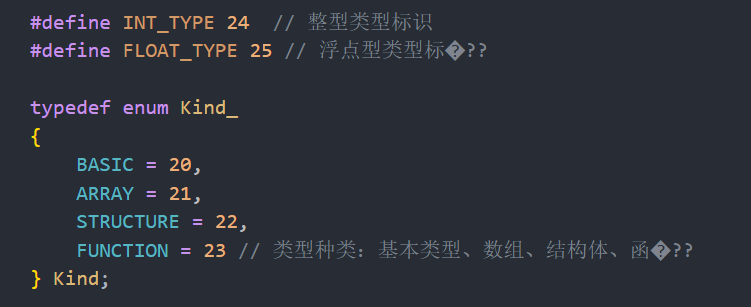 #define INT_TYPE 24  // 整型类型标识
#define FLOAT_TYPE 25 // 浮点型类型标�??
typedef enum Kind_
{
    BASIC = 20,
    ARRAY = 21,
    STRUCTURE = 22,
    FUNCTION = 23 // 类型种类: 基本类型、数组、结构体、函�??
} Kind;